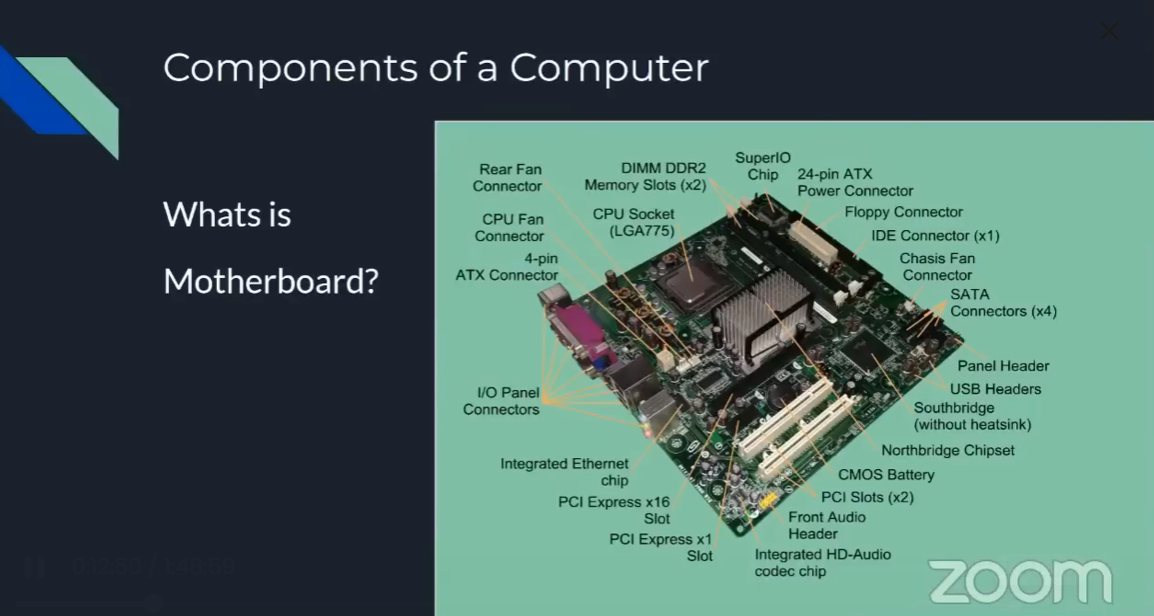 Components of a Computer
Whats is
Motherboard?
Rear Fan
Connector
DIMM DDR2
Memory Slots (x2)
SuperIO
Chip
24-pin ATX
Power Connector
CPU Fan
Connector
CPU Socket
(LGA775)
Floppy Connector
IDE Connector (x1)
4-pin
ATX Connector
Chasis Fan
Connector
SATA
Connectors (x4)
Panel Header
USB Headers
I/O Panel
Connectors
Southbridge
(without heatsink)
Northbridge Chipset
Integrated Ethernet
chip
CMOS Battery
PCI Express x16
Slot
PCI Slots (x2)
Front Audio
Header
PCI Express x1
Slot
Integrated HD-Audio
codec chip
zoom